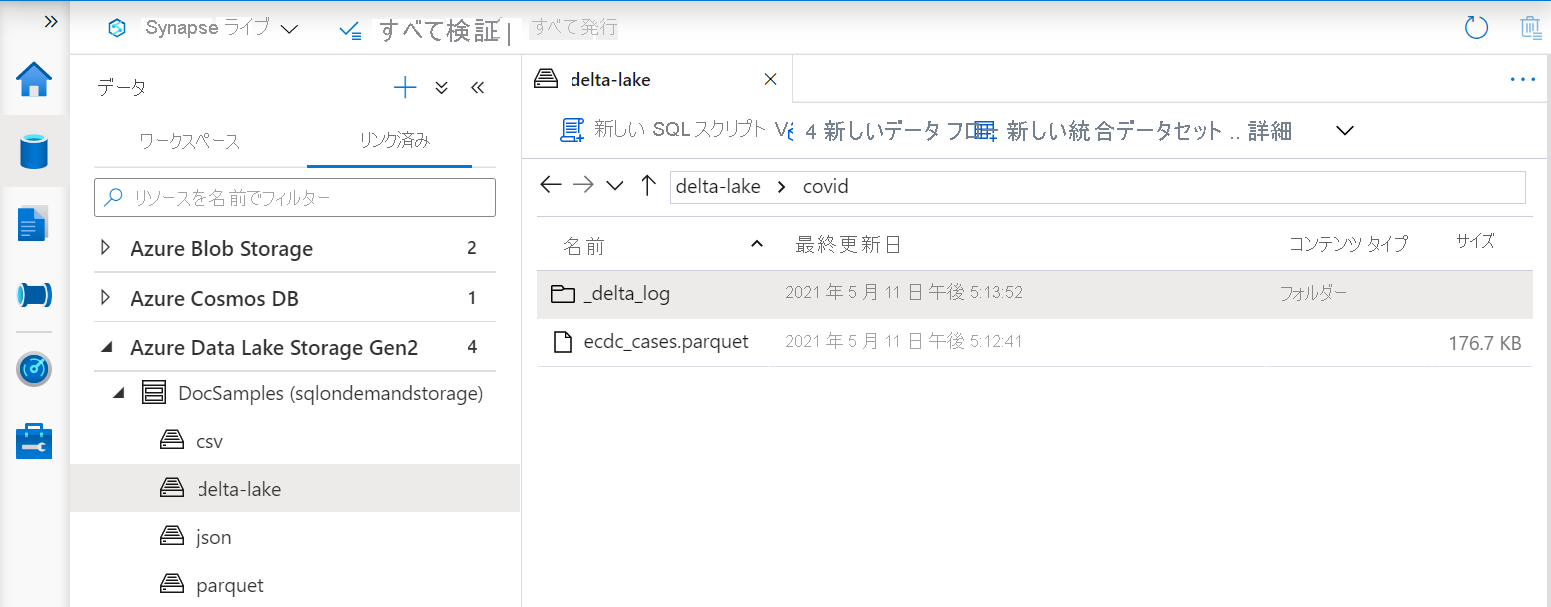 Synapse ライブ すべて検証 すべて発行
データ
ワークスペース リンク済み
リソースを名前でフィルター
Azure Blob Storage 2
Azure Cosmos DB 1
Azure Data Lake Storage Gen2 4
DocSamples (sqlondemandstorage)
csv
delta-lake
json
parquet
delta-lake
新しい SQL スクリプト 4 新しいデータ フロー 新しい統合データセット .. 詳細
delta-lake covid
名前 最終更新日 コンテンツ タイプ サイズ
_delta_log 2021 年 5 月 11 日 午後 5:13:52 フォルダー
ecdc_cases.parquet 2021 年 5 月 11 日 午後 5:12:41 176.7 KB